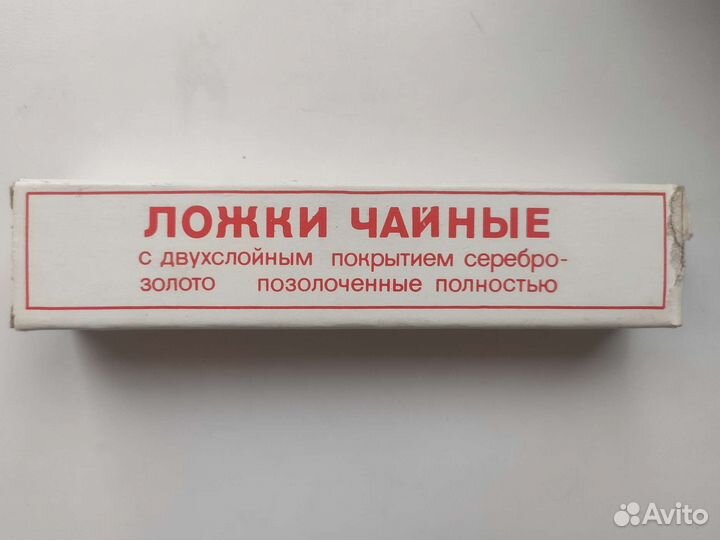 ЛОЖКИ ЧАЙНЫЕ
с двухслойным покрытием серебро-
золото позолоченные полностью
Avito